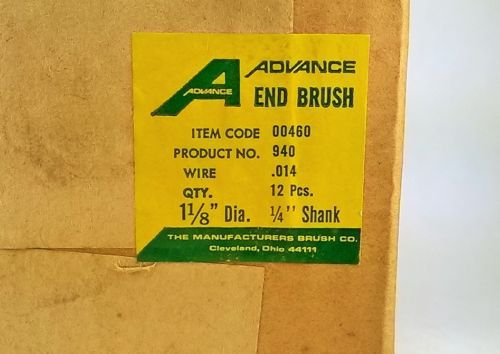 ADVANCE
ADVANCE
END BRUSH
ITEM CODE 00460
PRODUCT NO. 940
WIRE .014
QTY. 12 Pcs.
1⅛" Dia. ¼" Shank
THE MANUFACTURERS BRUSH CO.
Cleveland, Ohio 44111